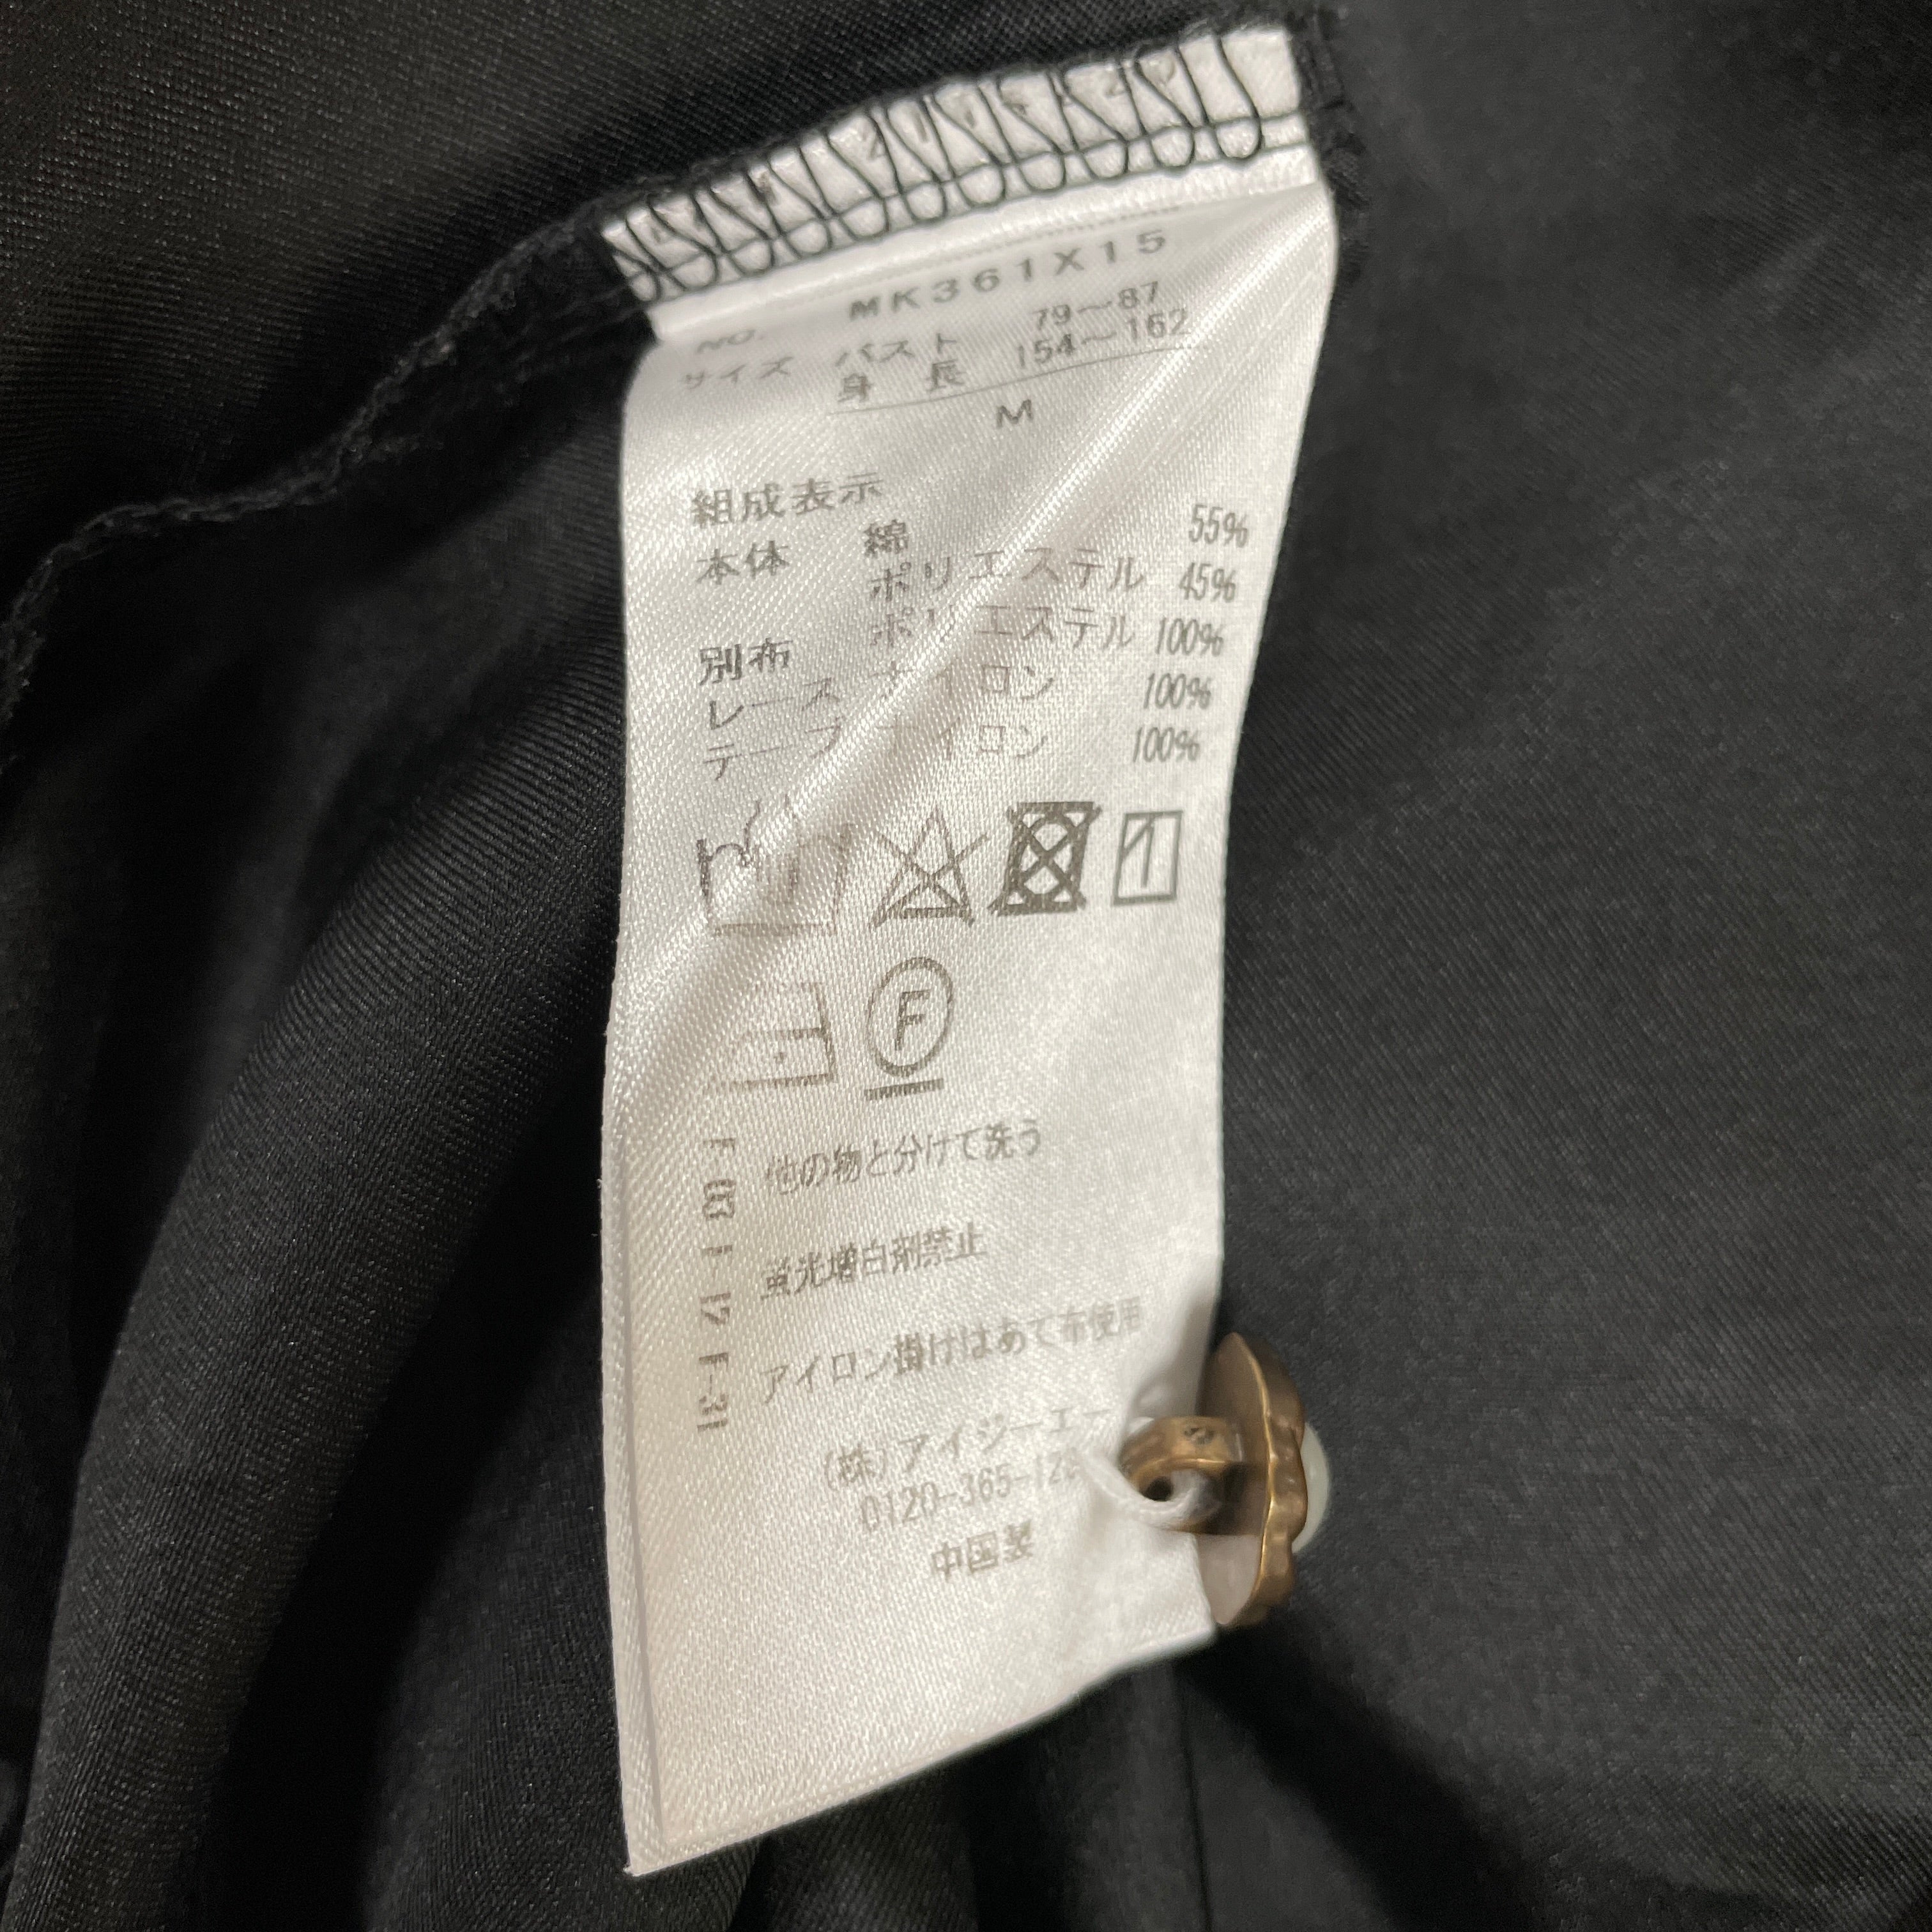 NO. MK361X15
サイズ バスト 79～87
身長 154～162
M
組成表示
本体 綿 55%
ポリエステル 45%
別布 ポリエステル 100%
レース ナイロン 100%
テープ ナイロン 100%
F
他の物と分けて洗う
蛍光増白剤禁止
アイロン掛けはあて布使用
(株)アイジーエー
0120-365-12
中国製